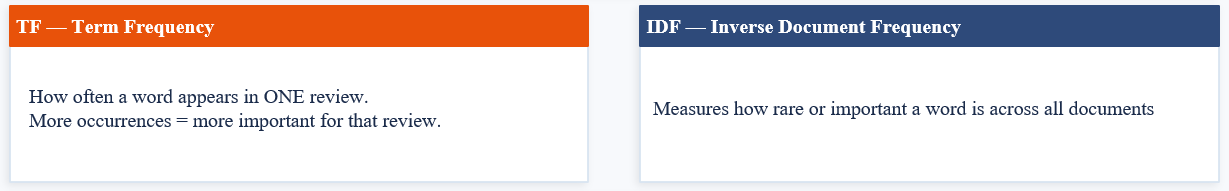 TF — Term Frequency
How often a word appears in ONE review.
More occurrences = more important for that review.
IDF — Inverse Document Frequency
Measures how rare or important a word is across all documents